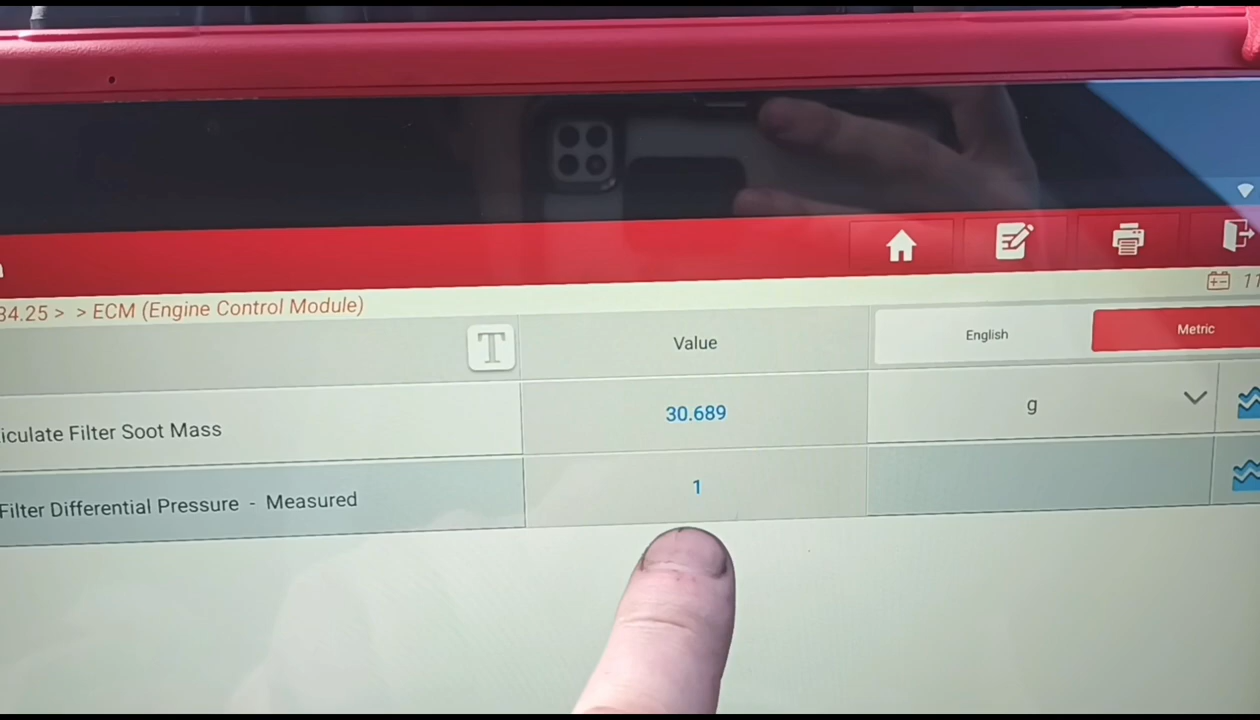 34.25 > > ECM (Engine Control Module)
T Value English Metric
iculate Filter Soot Mass 30.689 g
Filter Differential Pressure - Measured 1